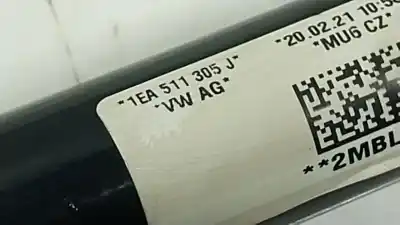 *1EA 511 305 J*
*VW AG*
*20.02.21 10:5
*MU6 CZ*
**2MBL